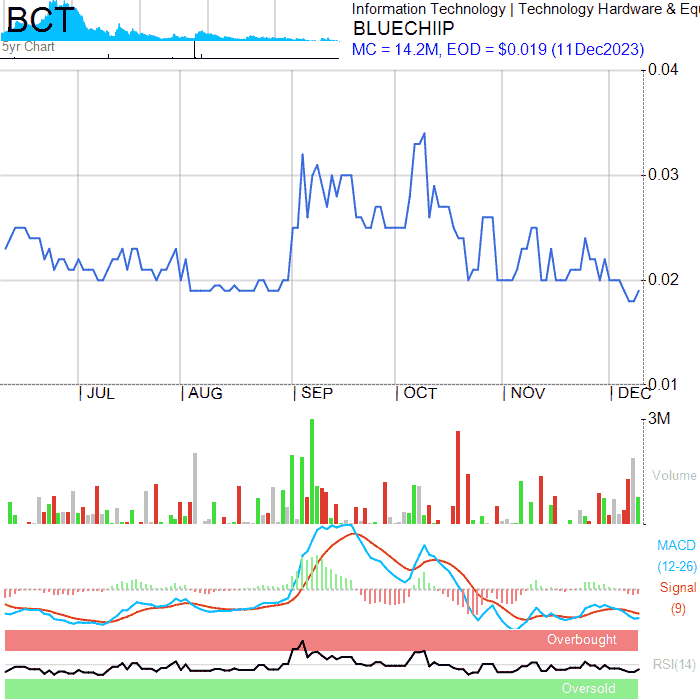 BCT
5yr Chart
Information Technology | Technology Hardware & Equ
BLUECHIIP
MC = 14.2M, EOD = $0.019 (11Dec2023)
0.04
0.03
0.02
0.01
JUL
AUG
SEP
OCT
NOV
DEC
3M
Volume
MACD
(12-26)
Signal
(9)
Overbought
RSI(14)
Oversold